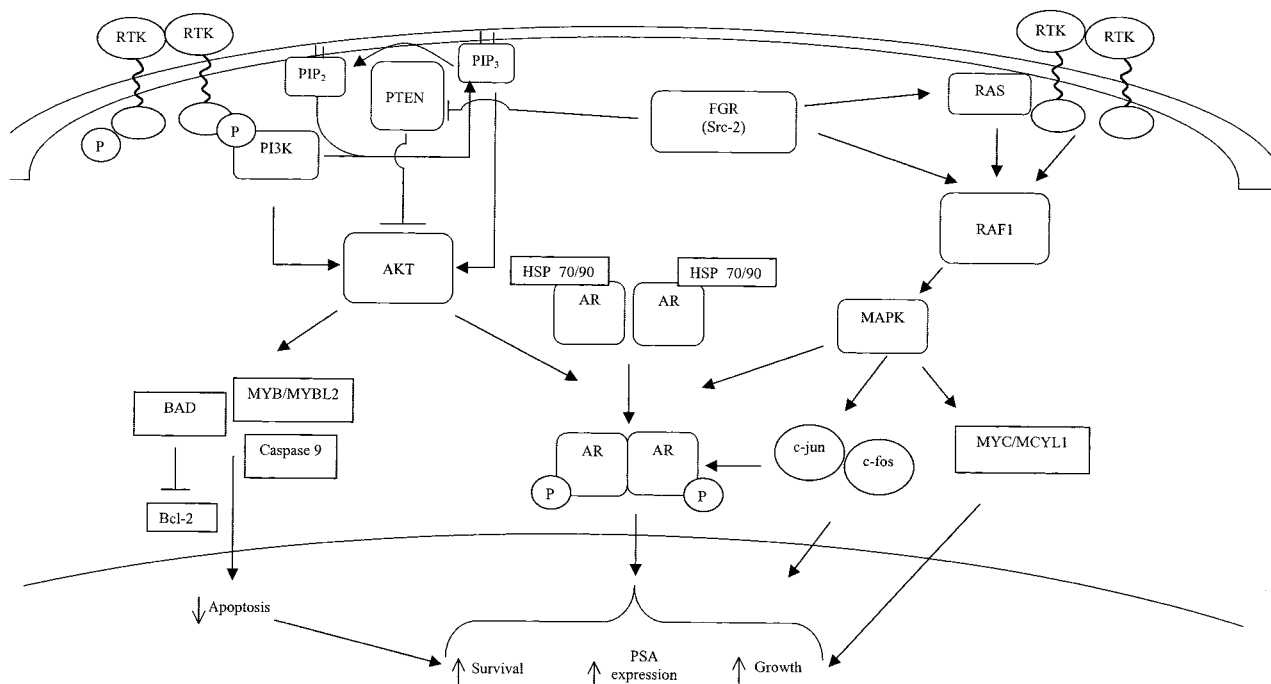 RTK RTK
RTK RTK
PIP3
PIP2
PTEN
RAS
FGR
(Src-2)
P
P
PI3K
RAF1
AKT
HSP 70/90
HSP 70/90
AR AR
MAPK
MYB/MYBL2
BAD
Caspase 9
AR AR
c-jun
c-fos
MYC/MCYL1
P P
Bcl-2
Apoptosis
Survival
PSA
expression
Growth